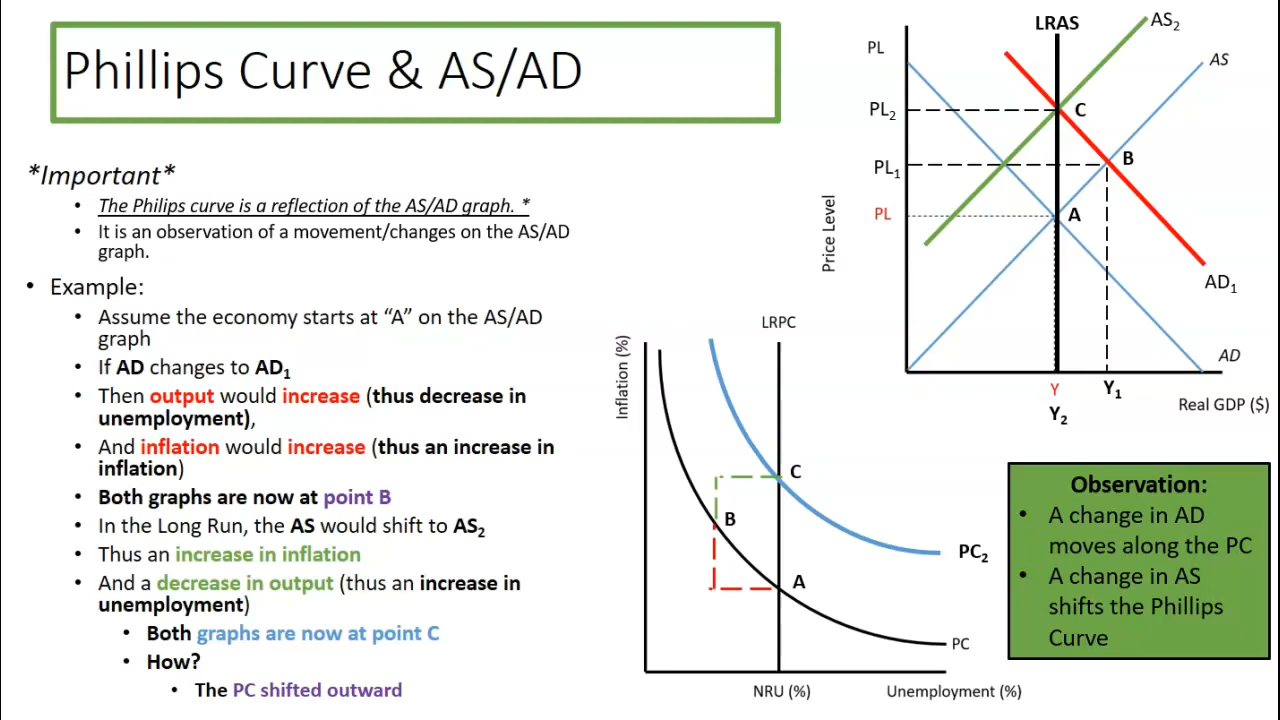 Phillips Curve & AS/AD
*Important*
• The Philips curve is a reflection of the AS/AD graph. *
• It is an observation of a movement/changes on the AS/AD
graph.
• Example:
• Assume the economy starts at “A” on the AS/AD
graph
• If AD changes to AD₁
• Then output would increase (thus decrease in
unemployment),
• And inflation would increase (thus an increase in
inflation)
• Both graphs are now at point B
• In the Long Run, the AS would shift to AS₂
• Thus an increase in inflation
• And a decrease in output (thus an increase in
unemployment)
• Both graphs are now at point C
• How?
• The PC shifted outward
Inflation (%)
LRPC
C
B
A
PC₂
PC
NRU (%)
Unemployment (%)
LRAS
AS₂
PL
AS
PL₂
C
PL₁
B
PL
A
Price Level
AD₁
AD
Y
Y₁
Y₂
Real GDP ($)
Observation:
• A change in AD
moves along the PC
• A change in AS
shifts the Phillips
Curve